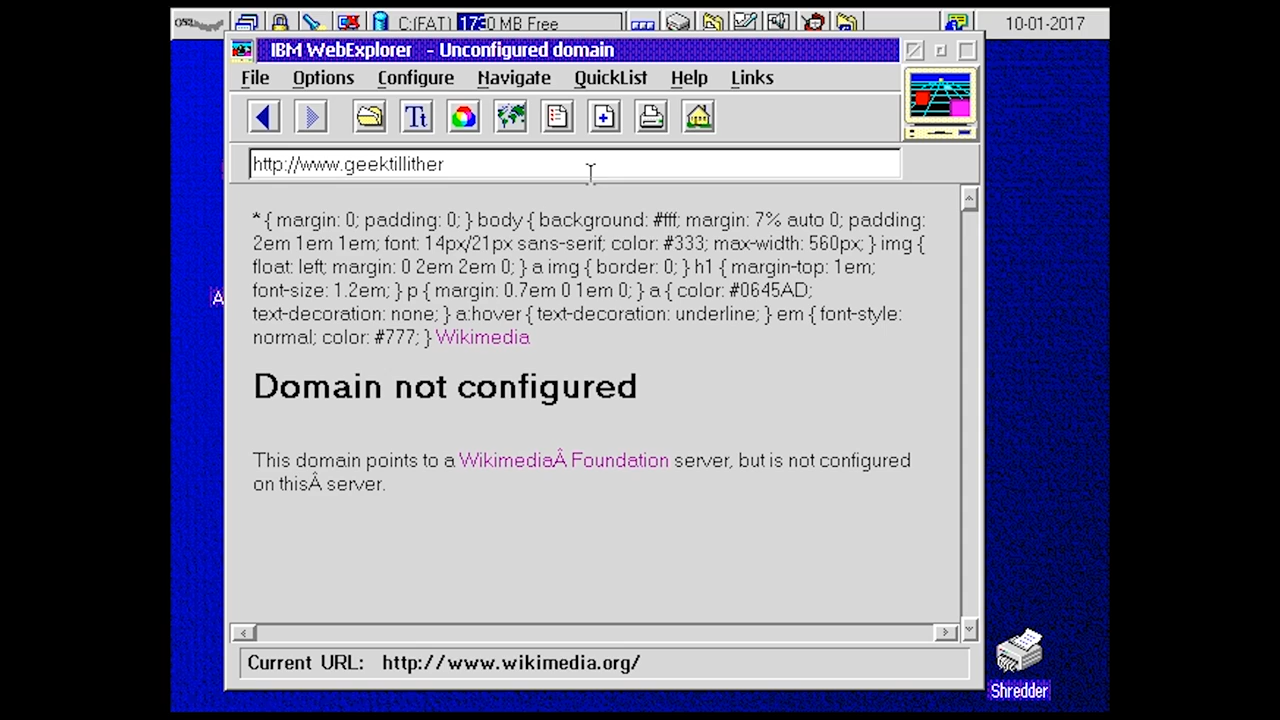 C:(FAT) 1730 MB Free
10-01-2017
IBM WebExplorer - Unconfigured domain
File Options Configure Navigate QuickList Help Links
Tt
http://www.geektillither
* { margin: 0; padding: 0; } body { background: #fff; margin: 7% auto 0; padding:
2em 1em 1em; font: 14px/21px sans-serif; color: #333; max-width: 560px; } img {
float: left; margin: 0 2em 2em 0; } a img { border: 0; } h1 { margin-top: 1em;
font-size: 1.2em; } p { margin: 0.7em 0 1em 0; } a { color: #0645AD;
text-decoration: none; } a:hover { text-decoration: underline; } em { font-style:
normal; color: #777; } Wikimedia
Domain not configured
This domain points to a WikimediaÂ Foundation server, but is not configured
on thisÂ server.
A
Current URL: http://www.wikimedia.org/
Shredder